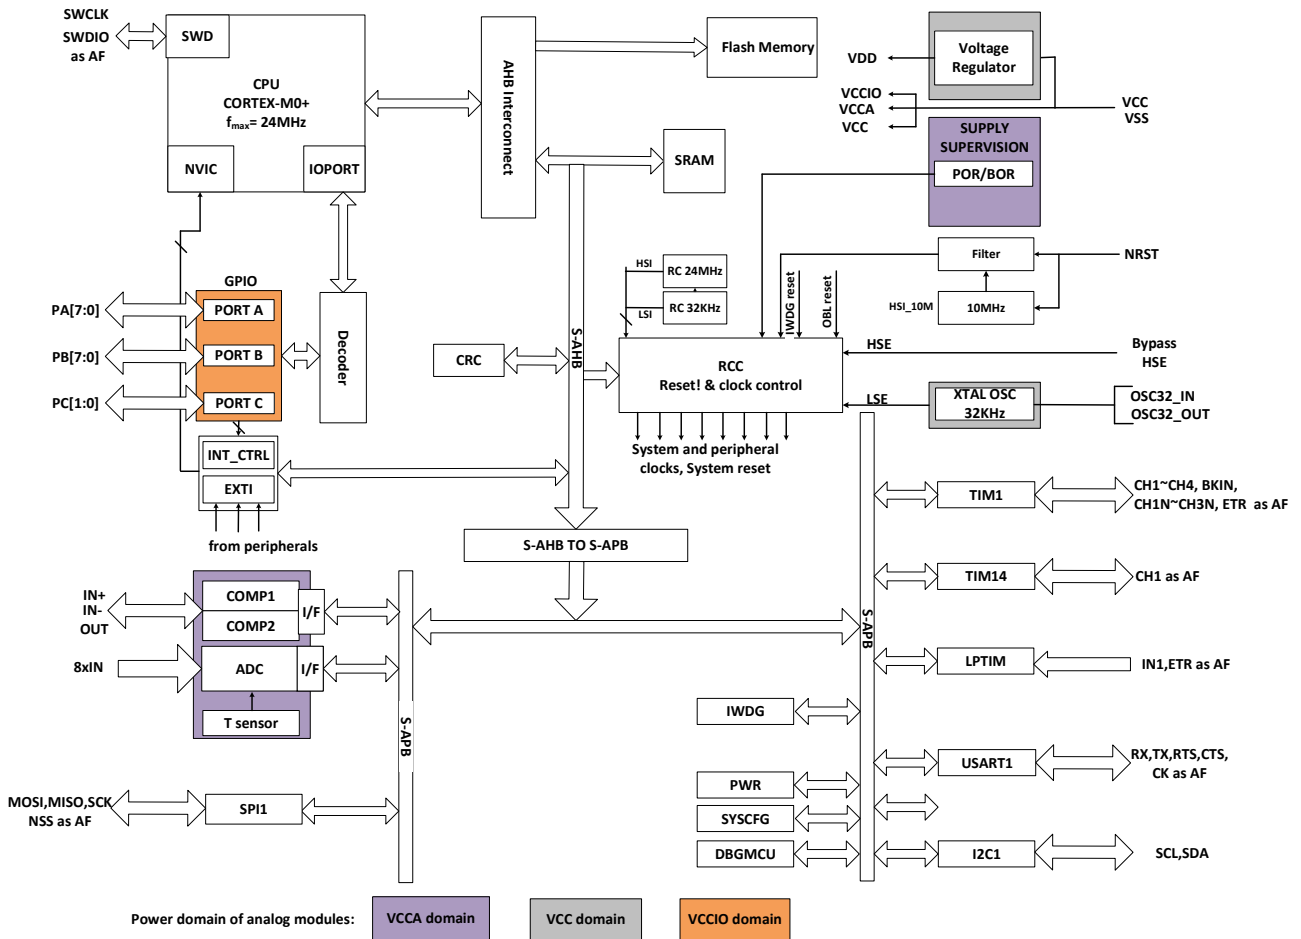 SWCLK
SWDIO
as AF
SWD
CPU
CORTEX-M0+
fmax= 24MHz
NVIC
IOPORT
AHB Interconnect
Flash Memory
SRAM
VDD
Voltage
Regulator
VCCIO
VCCA
VCC
VCC
VSS
SUPPLY
SUPERVISION
POR/BOR
Filter
NRST
HSI_10M
10MHz
HSI
RC 24MHz
LSI
RC 32KHz
IWDG reset
OBL reset
GPIO
PA[7:0]
PORT A
PB[7:0]
PORT B
PC[1:0]
PORT C
Decoder
CRC
S-AHB
RCC
Reset! & clock control
HSE
Bypass
HSE
LSE
XTAL OSC
32KHz
OSC32_IN
OSC32_OUT
System and peripheral
clocks, System reset
INT_CTRL
EXTI
from peripherals
S-AHB TO S-APB
TIM1
CH1~CH4, BKIN,
CH1N~CH3N, ETR as AF
TIM14
CH1 as AF
IN+
IN-
OUT
COMP1
COMP2
I/F
8xIN
ADC
I/F
T sensor
S-APB
S-APB
LPTIM
IN1,ETR as AF
IWDG
USART1
RX,TX,RTS,CTS,
CK as AF
PWR
SYSCFG
DBGMCU
I2C1
SCL,SDA
MOSI,MISO,SCK
NSS as AF
SPI1
Power domain of analog modules:
VCCA domain
VCC domain
VCCIO domain